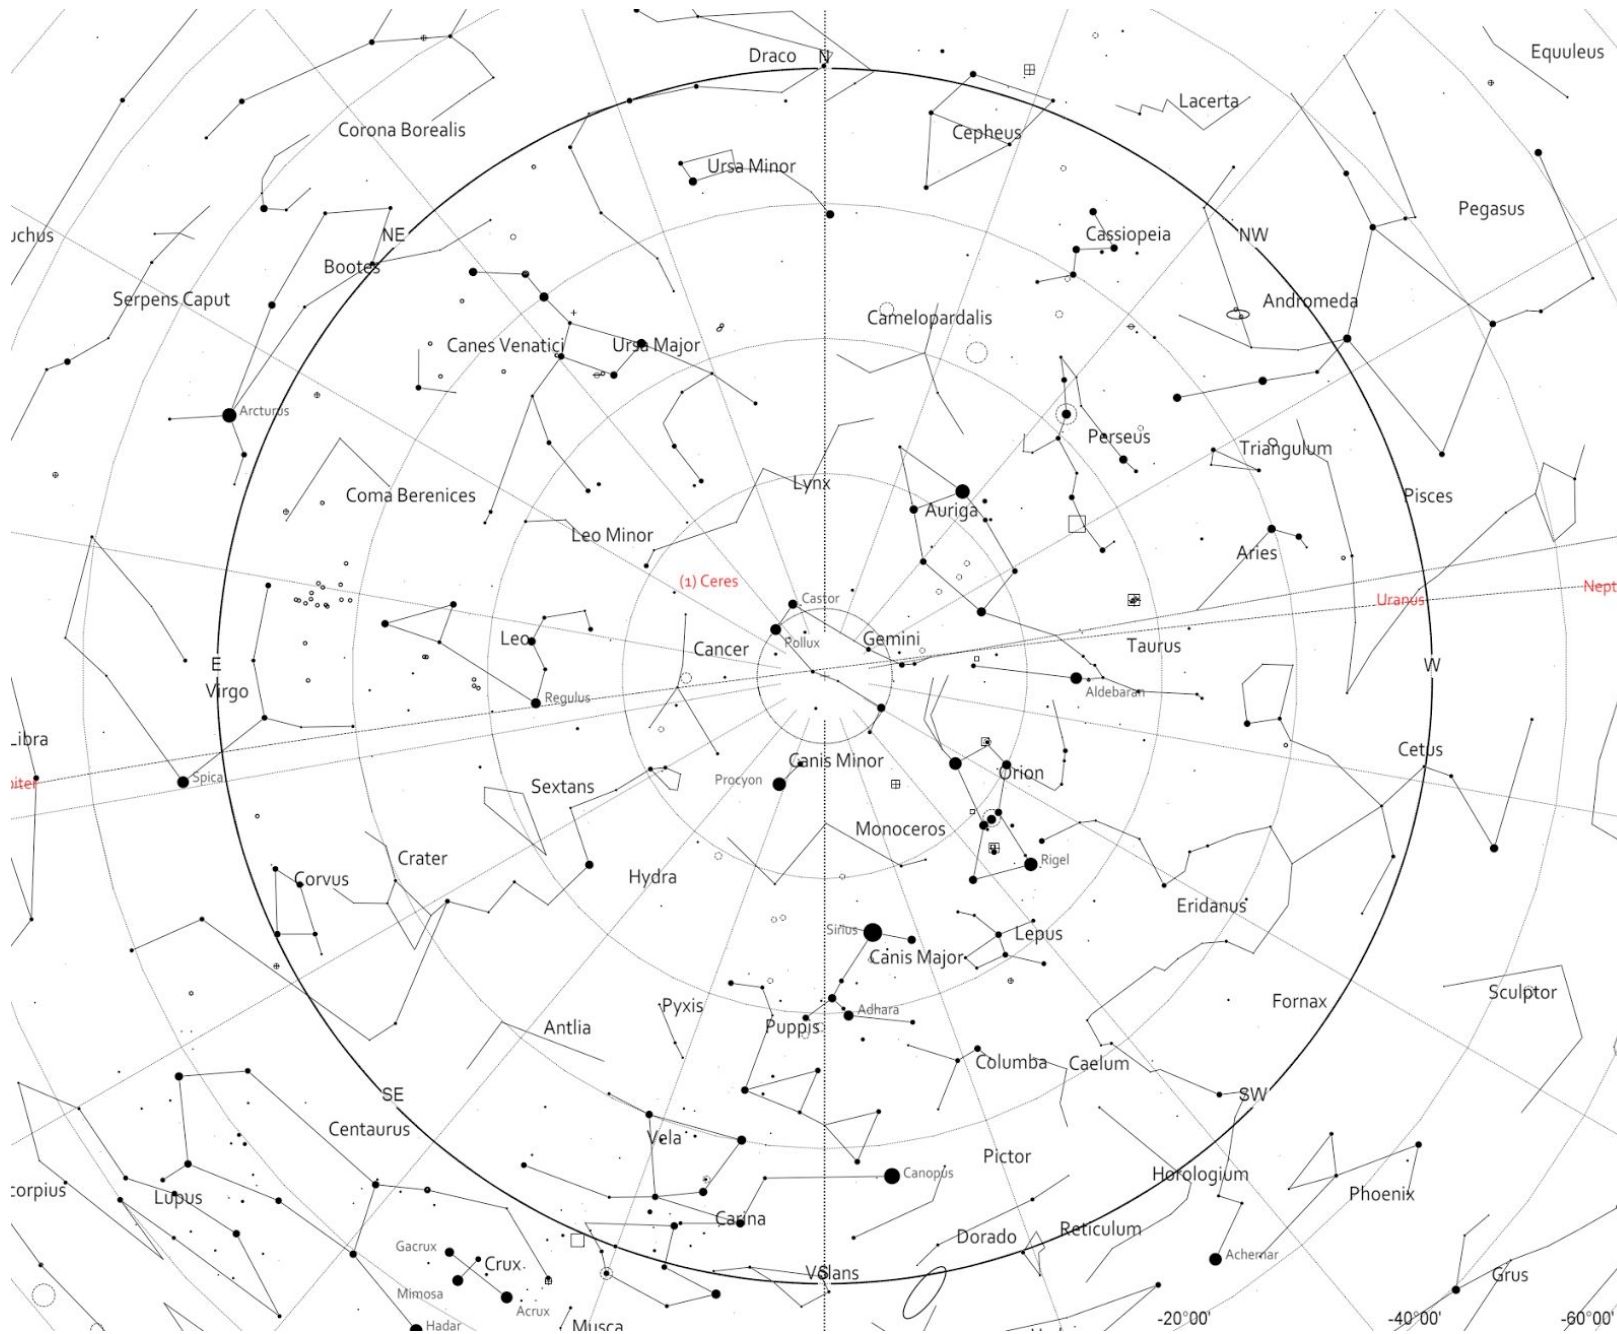 Equuleus
Draco
N
Lacerta
Corona Borealis
Cepheus
Ursa Minor
Pegasus
uchus
NE
Cassiopeia
NW
Bootes
Serpens Caput
Andromeda
Camelopardalis
Canes Venatici
Ursa Major
Arcturus
Perseus
Triangulum
Coma Berenices
Lynx
Pisces
Auriga
Leo Minor
Aries
(1) Ceres
Nept
Castor
Uranus
Leo
Pollux
Gemini
Cancer
Taurus
E
W
Virgo
Regulus
Aldebaran
Libra
Cetus
Canis Minor
Orion
Spica
Procyon
Sextans
piter
Monoceros
Crater
Rigel
Corvus
Hydra
Eridanus
Sirius
Lepus
Canis Major
Sculptor
Pyxis
Fornax
Adhara
Antlia
Puppis
Columba
Caelum
SE
SW
Centaurus
Vela
Pictor
Canopus
Horologium
corpius
Lupus
Phoenix
Carina
Reticulum
Dorado
Gacrux
Achernar
Crux
Volans
S
Grus
Mimosa
Acrux
-20°00'
-40°00'
-60°00'
Hadar
Musca